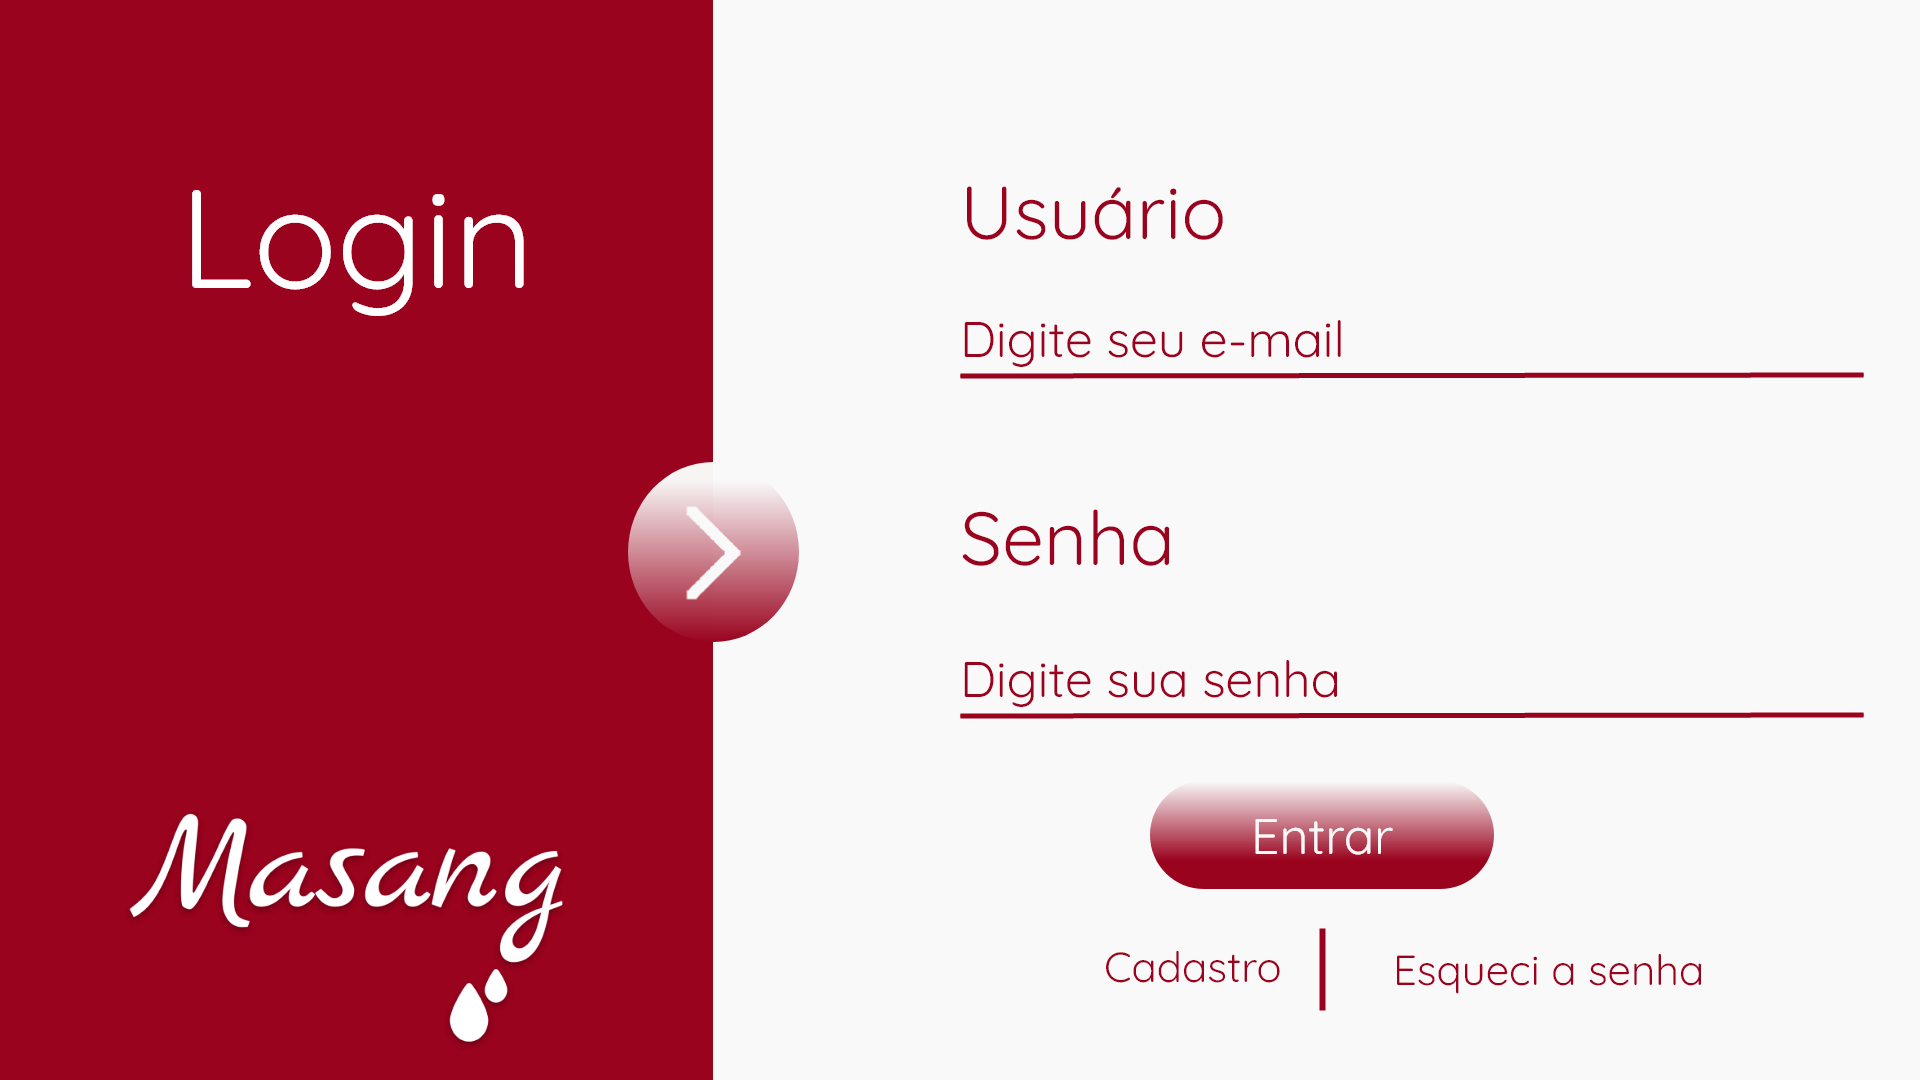 Login
Masang
Usuário
Digite seu e-mail
Senha
Digite sua senha
Entrar
Cadastro
Esqueci a senha